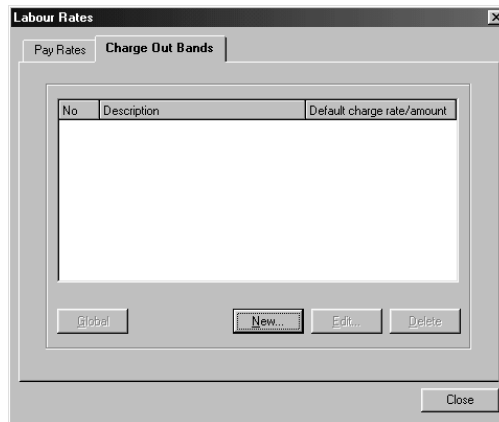 Labour Rates
Pay Rates Charge Out Bands
No Description Default charge rate/amount
Global New... Edit... Delete
Close